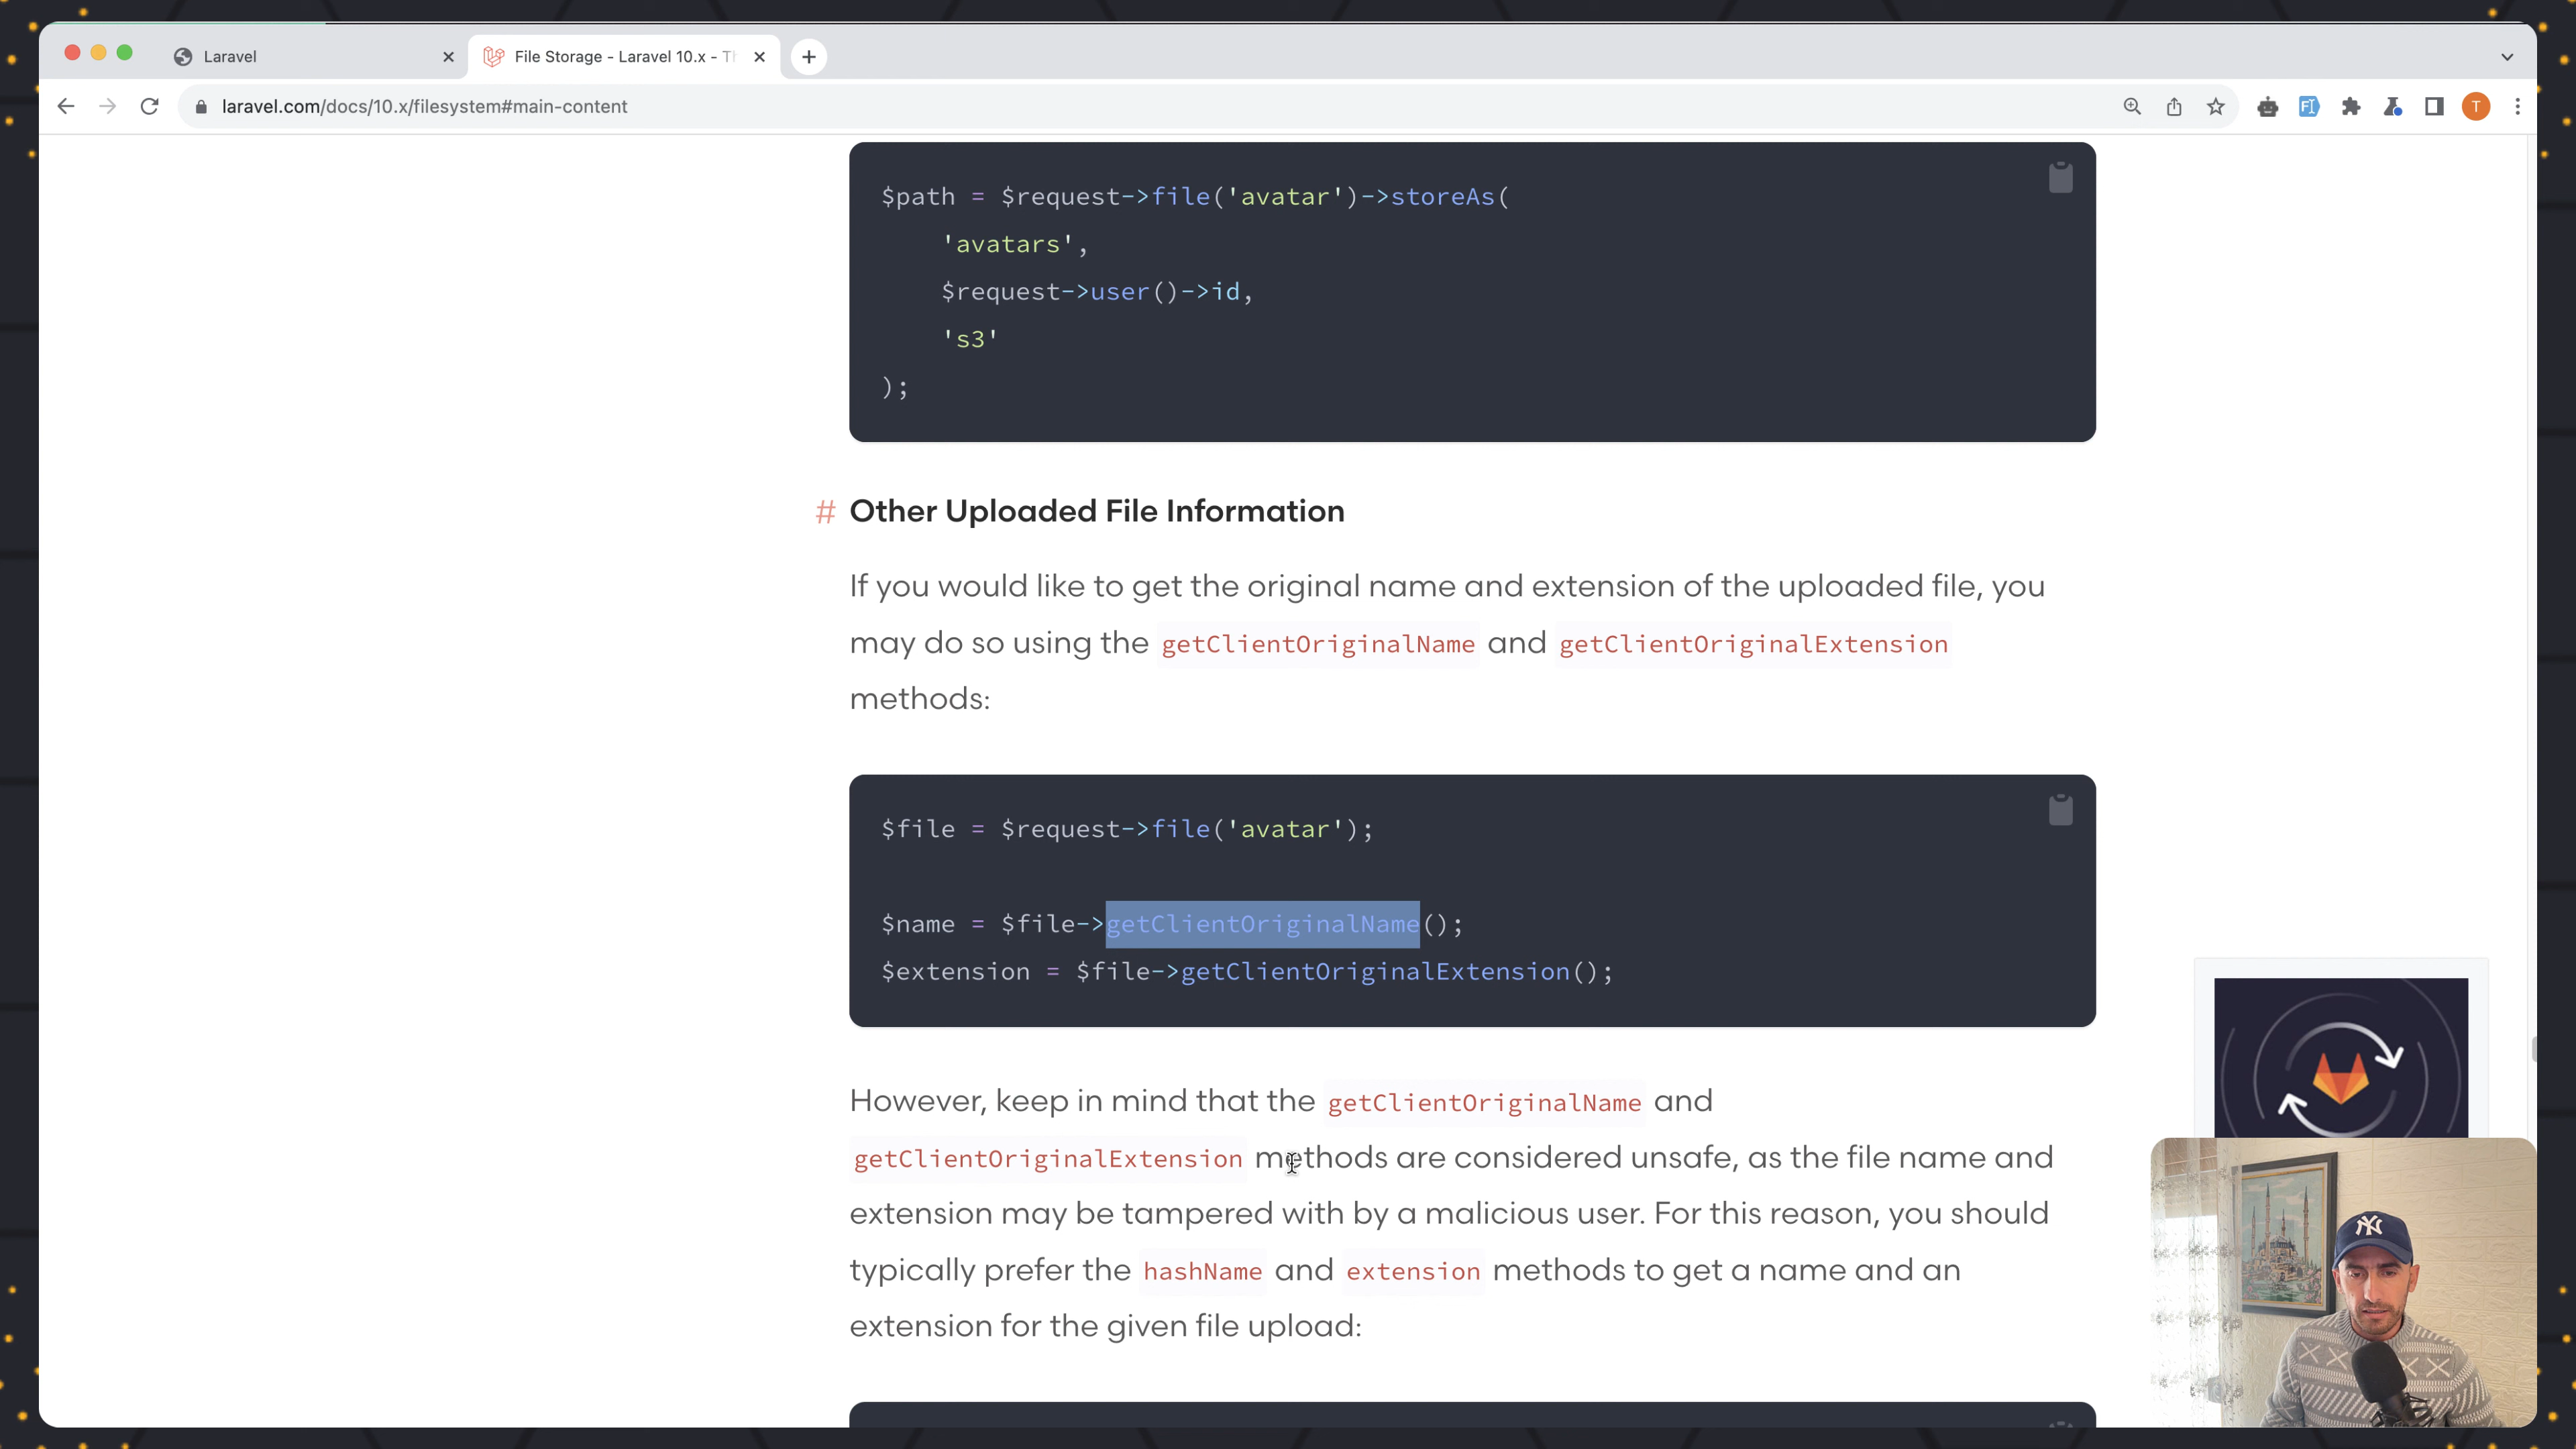 Laravel
File Storage - Laravel 10.x - Th
laravel.com/docs/10.x/filesystem#main-content
T
$path = $request->file('avatar')->storeAs(
'avatars',
$request->user()->id,
's3'
);
# Other Uploaded File Information
If you would like to get the original name and extension of the uploaded file, you
may do so using the getClientOriginalName and getClientOriginalExtension
methods:
$file = $request->file('avatar');
$name = $file->getClientOriginalName();
$extension = $file->getClientOriginalExtension();
However, keep in mind that the getClientOriginalName and
getClientOriginalExtension methods are considered unsafe, as the file name and
extension may be tampered with by a malicious user. For this reason, you should
typically prefer the hashName and extension methods to get a name and an
extension for the given file upload:
NY